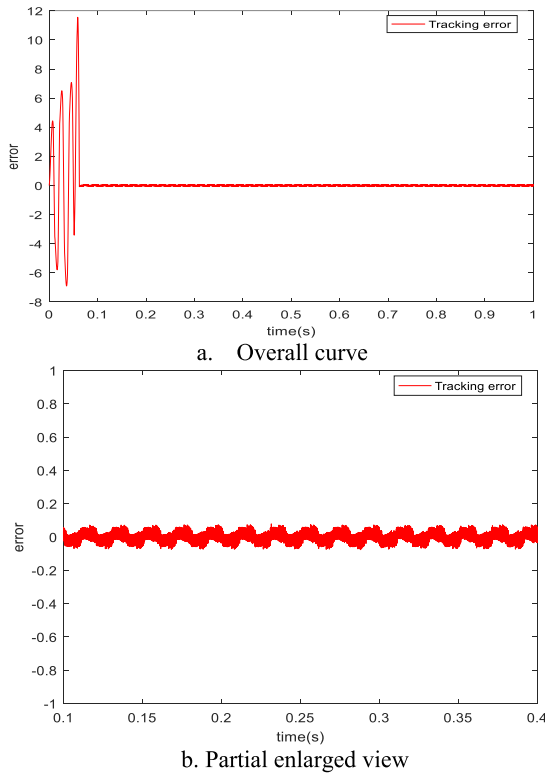 12
Tracking error
10
8
6
4
2
0
-2
-4
-6
-8
error
0 0.1 0.2 0.3 0.4 0.5 0.6 0.7 0.8 0.9 1
time(s)
a. Overall curve
1
Tracking error
0.8
0.6
0.4
0.2
0
-0.2
-0.4
-0.6
-0.8
-1
error
0.1 0.15 0.2 0.25 0.3 0.35 0.4
time(s)
b. Partial enlarged view